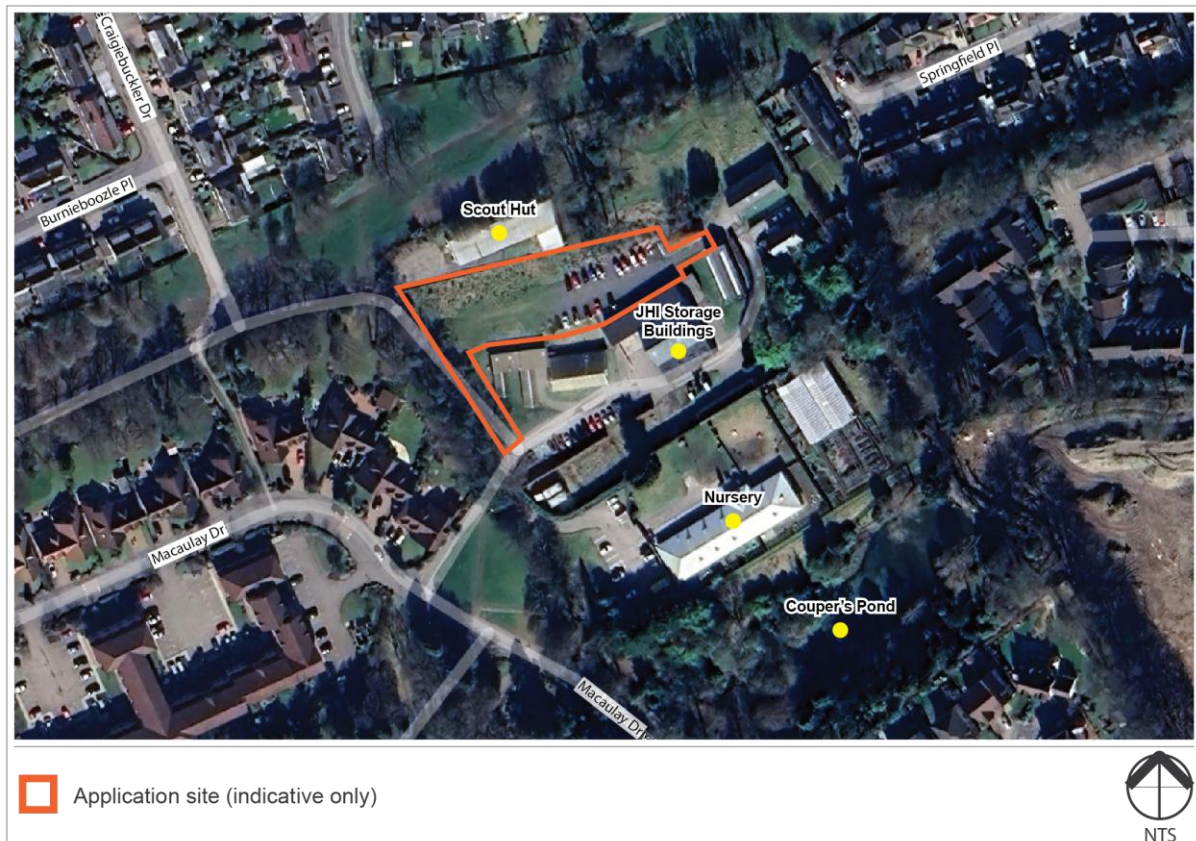 Craigiebuckler Dr
Springfield Pl
Burnieboozle Pl
Scout Hut
JHI Storage
Buildings
Nursery
Macaulay Dr
Couper's Pond
Macaulay Dr
Application site (indicative only)
NTS